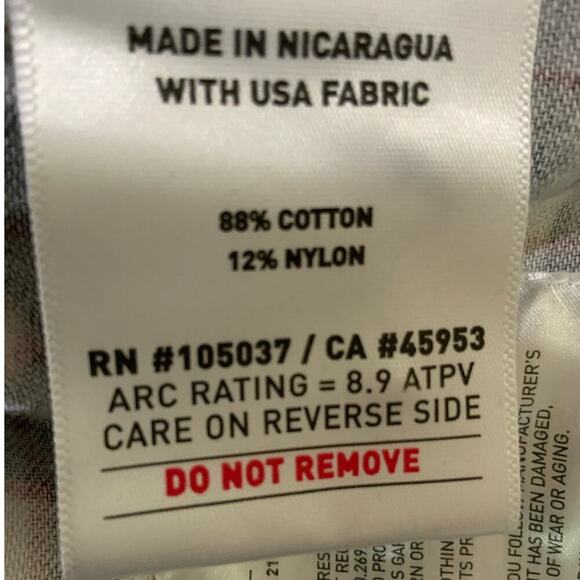 MADE IN NICARAGUA
WITH USA FABRIC
88% COTTON
12% NYLON
RN #105037 / CA #45953
ARC RATING = 8.9 ATPV
CARE ON REVERSE SIDE
DO NOT REMOVE
MANUFACTURER'S
HAS BEEN DAMAGED,
OF WEAR OR AGING.